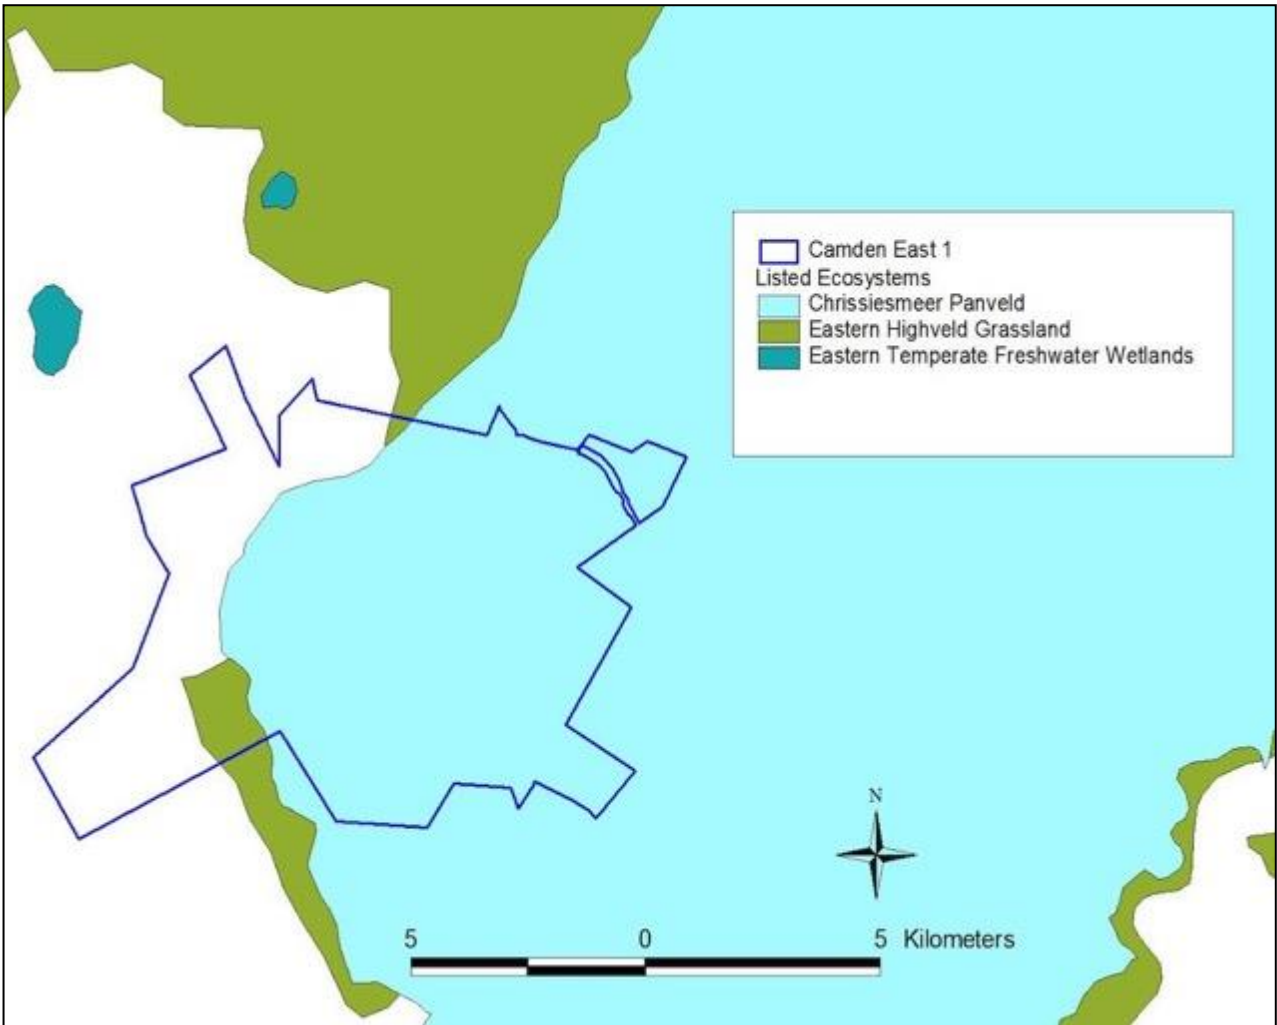 Camden East 1
Listed Ecosystems
Chrissiesmeer Panveld
Eastern Highveld Grassland
Eastern Temperate Freshwater Wetlands
N
5 0 5 Kilometers